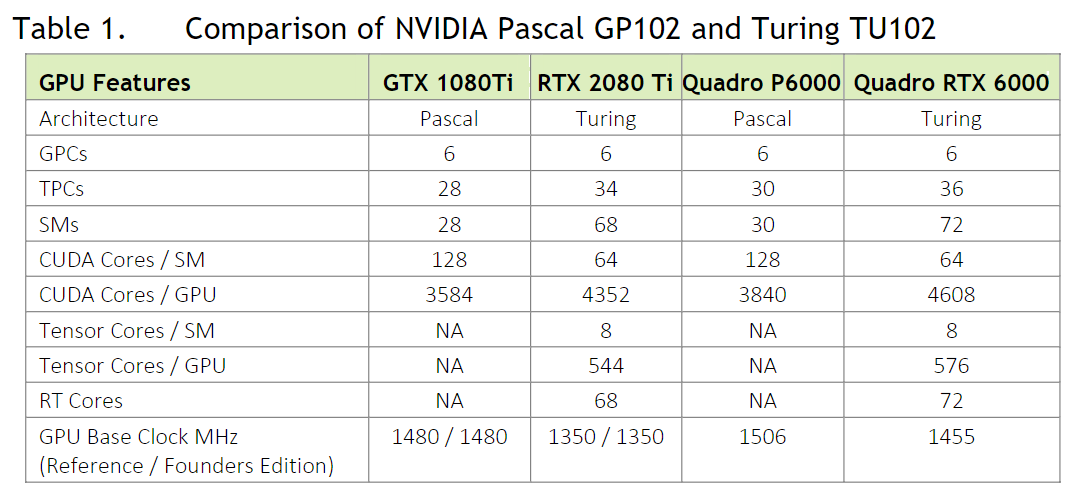 Table 1. Comparison of NVIDIA Pascal GP102 and Turing TU102
GPU Features GTX 1080Ti RTX 2080 Ti Quadro P6000 Quadro RTX 6000
Architecture Pascal Turing Pascal Turing
GPCs 6 6 6 6
TPCs 28 34 30 36
SMs 28 68 30 72
CUDA Cores / SM 128 64 128 64
CUDA Cores / GPU 3584 4352 3840 4608
Tensor Cores / SM NA 8 NA 8
Tensor Cores / GPU NA 544 NA 576
RT Cores NA 68 NA 72
GPU Base Clock MHz 1480 / 1480 1350 / 1350 1506 1455
(Reference / Founders Edition)